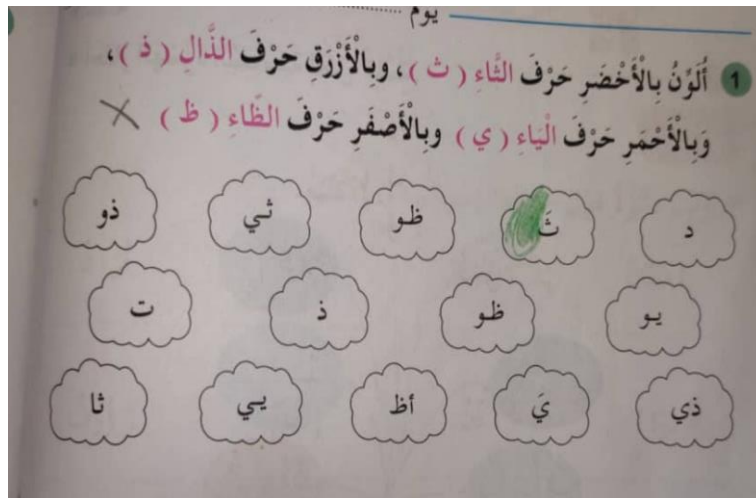 يوم ............
1 أُلَوِّنُ بِالْأَخْضَرِ حَرْفَ الثَّاءِ ( ث )، وبِالْأَزْرَقِ حَرْفَ الذَّالِ ( ذ )،
وَبِالْأَحْمَرِ حَرْفَ الْيَاءِ ( ي ) وبِالْأَصْفَرِ حَرْفَ الظَّاءِ ( ظ )
د ثَ ظو ثي ذو
يو ظو ذ ت
ذي يَ أظ يي ثا